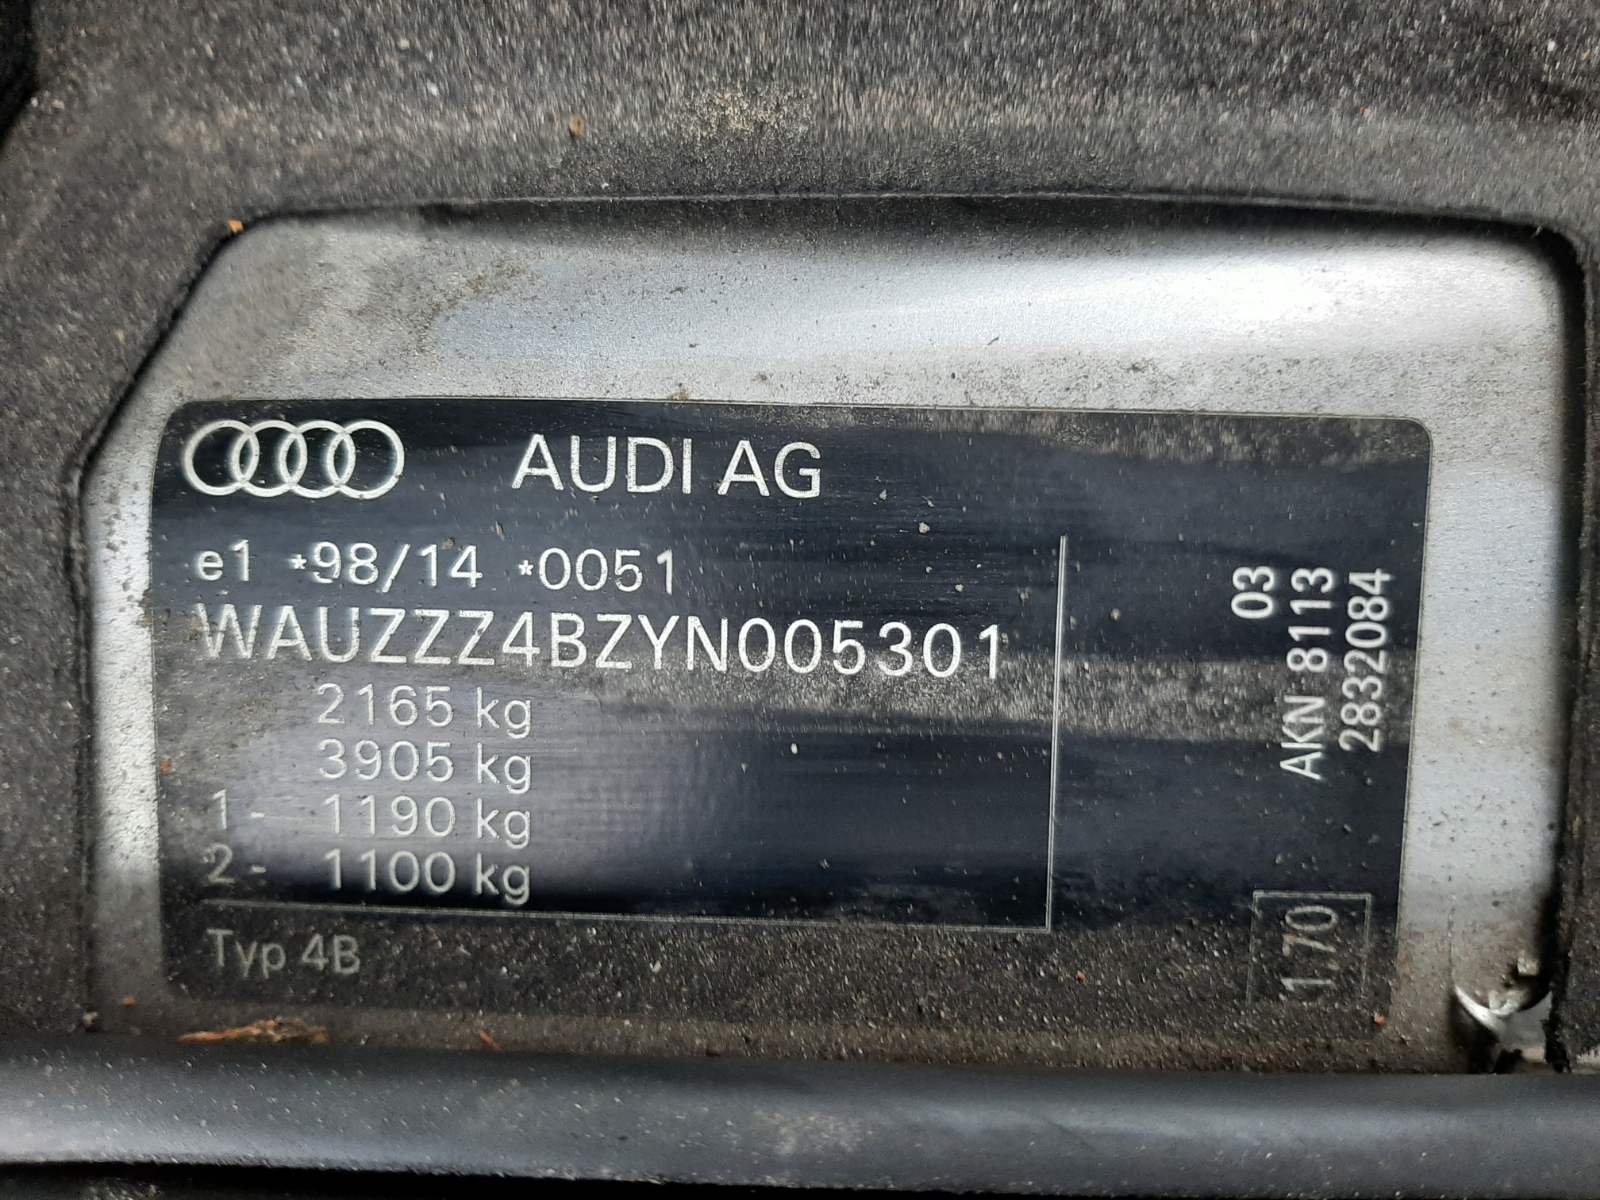 AUDI AG
e1 *98/14 *0051
WAUZZZ4BZYN005301
2165 kg
3905 kg
1- 1190 kg
2- 1100 kg
Typ 4B
03
AKN 8113
2832084
1.70